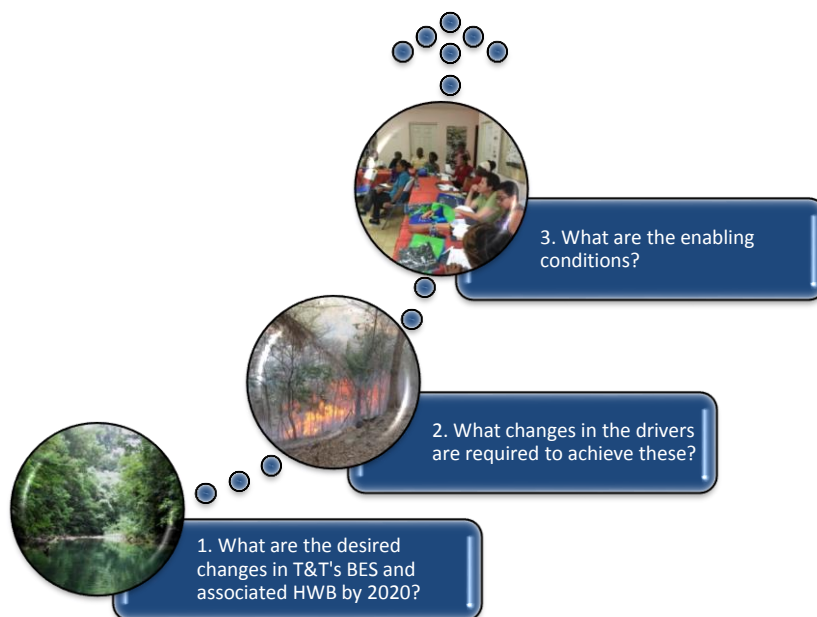 3. What are the enabling
conditions?
2. What changes in the drivers
are required to achieve these?
1. What are the desired
changes in T&T's BES and
associated HWB by 2020?